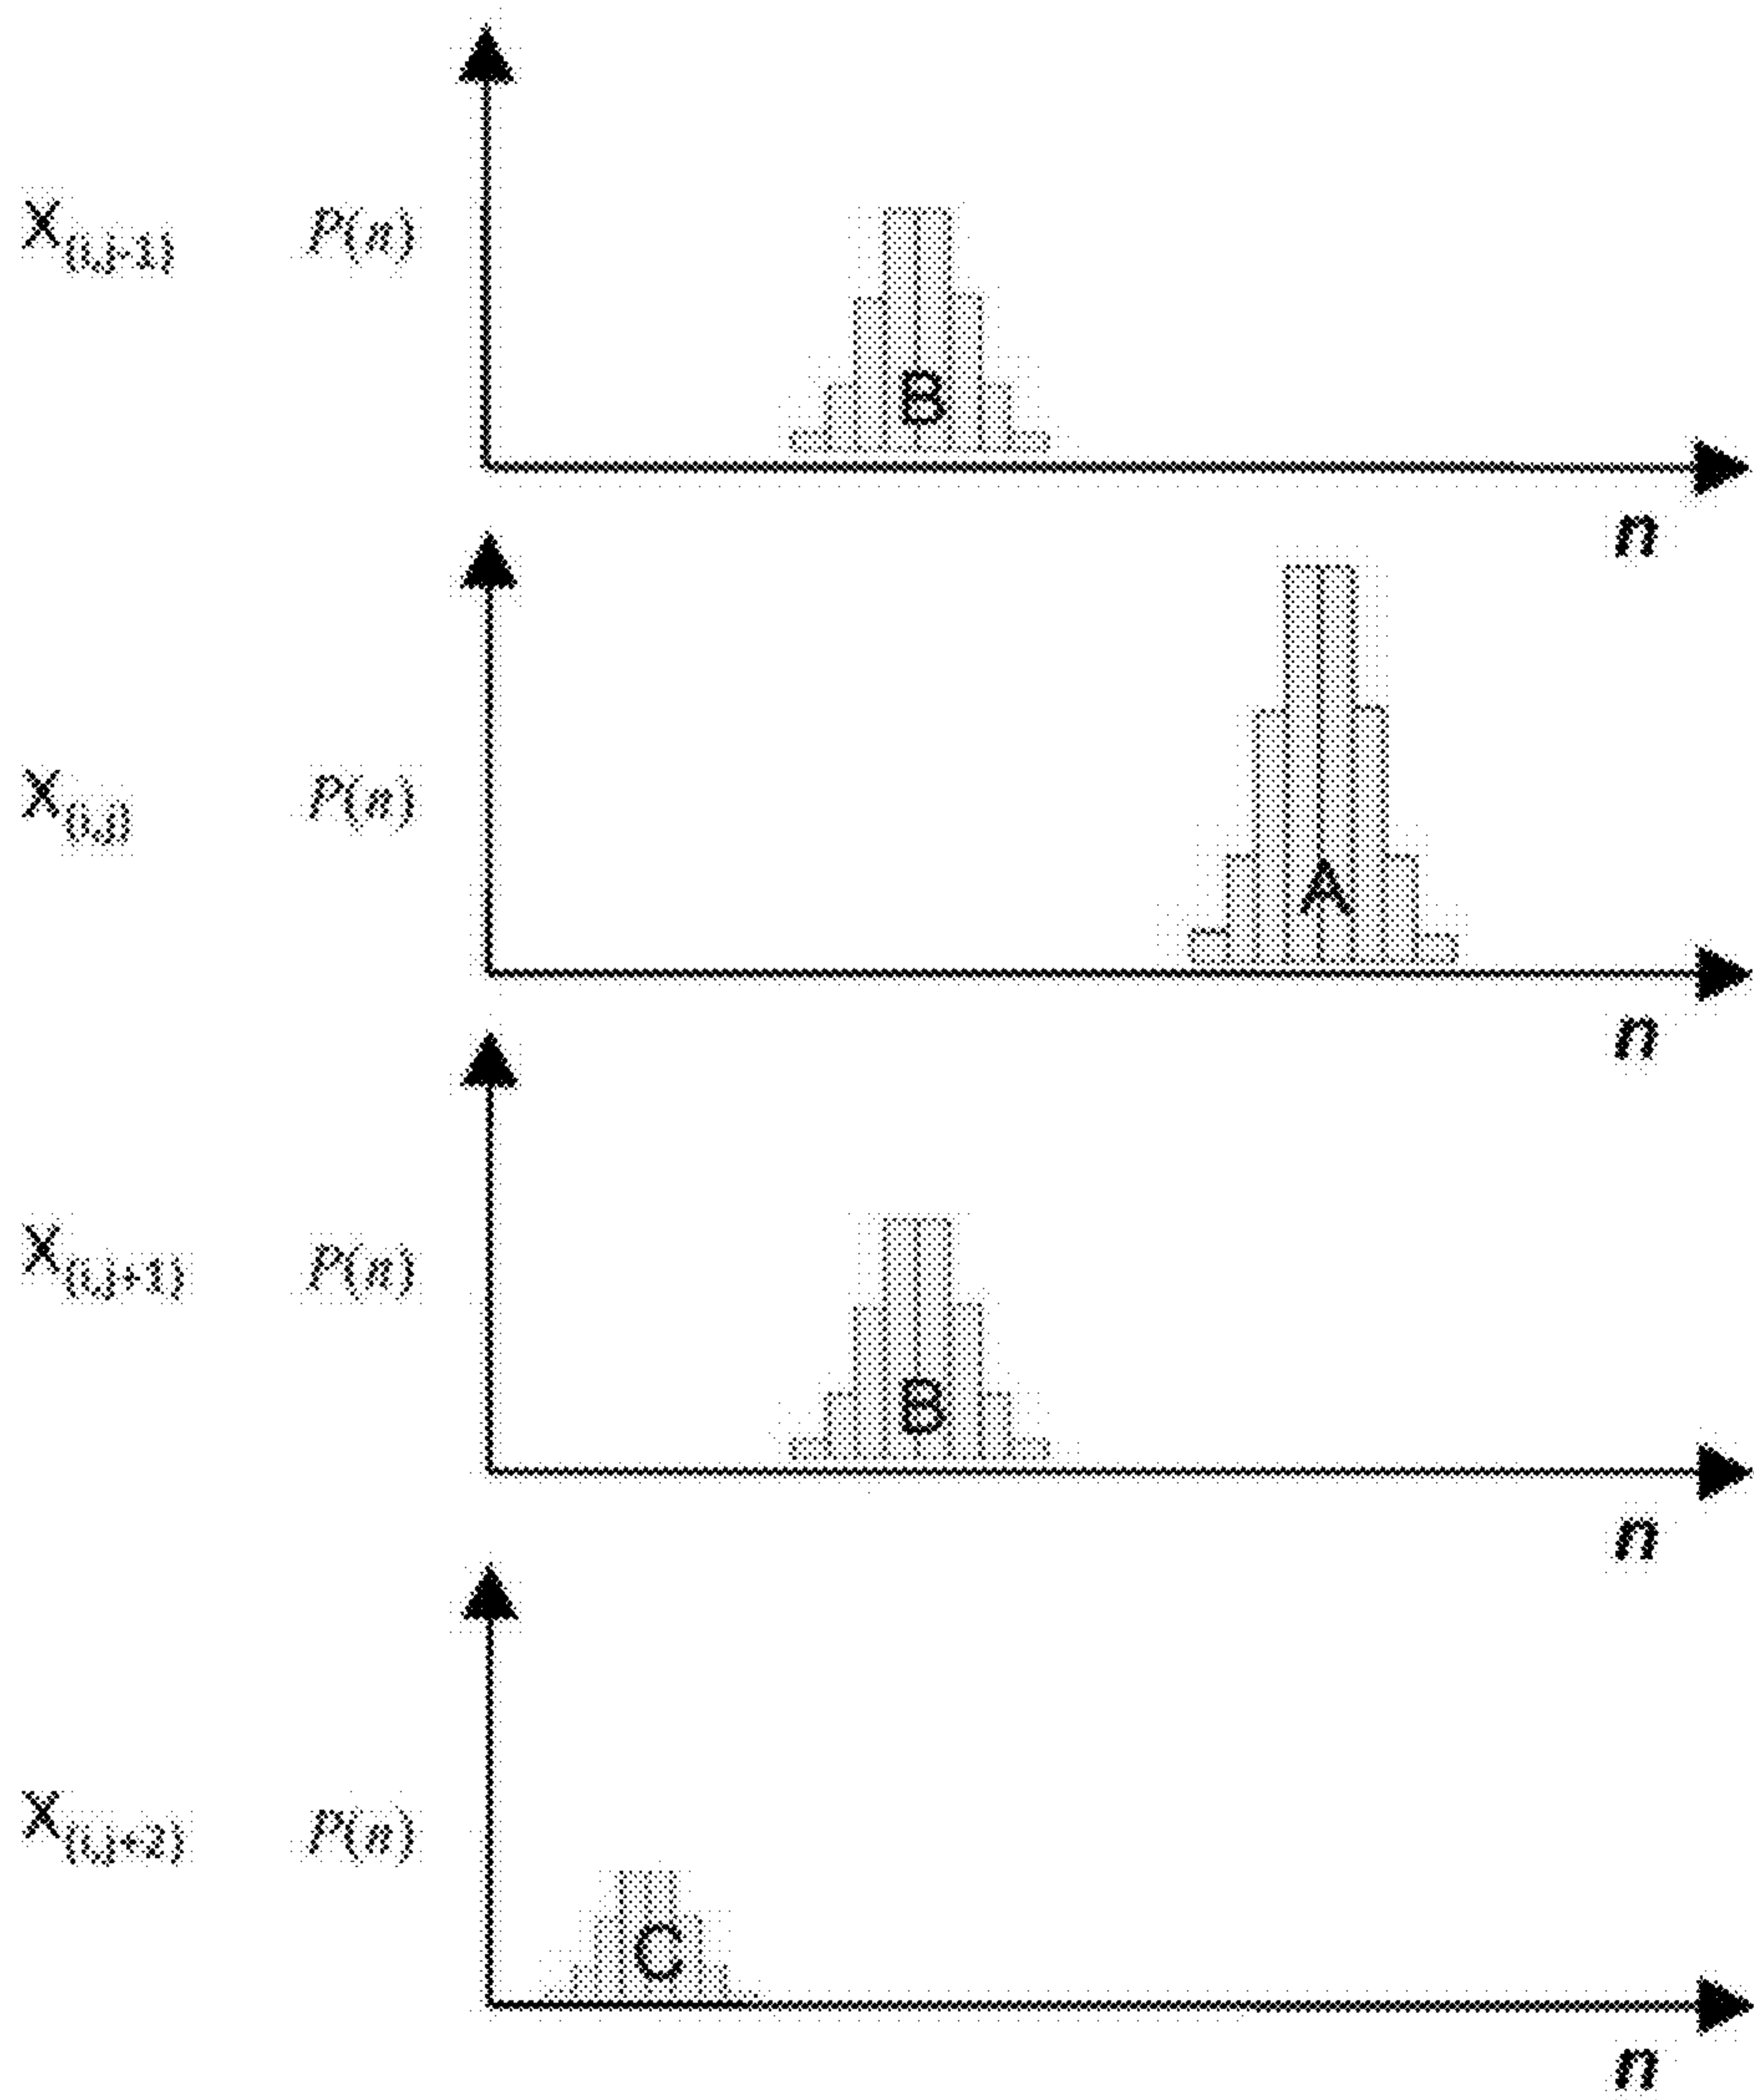 X(i,j-1) P(n)
B
n
X(i,j) P(n)
A
n
X(i,j+1) P(n)
B
n
X(i,j+2) P(n)
C
n